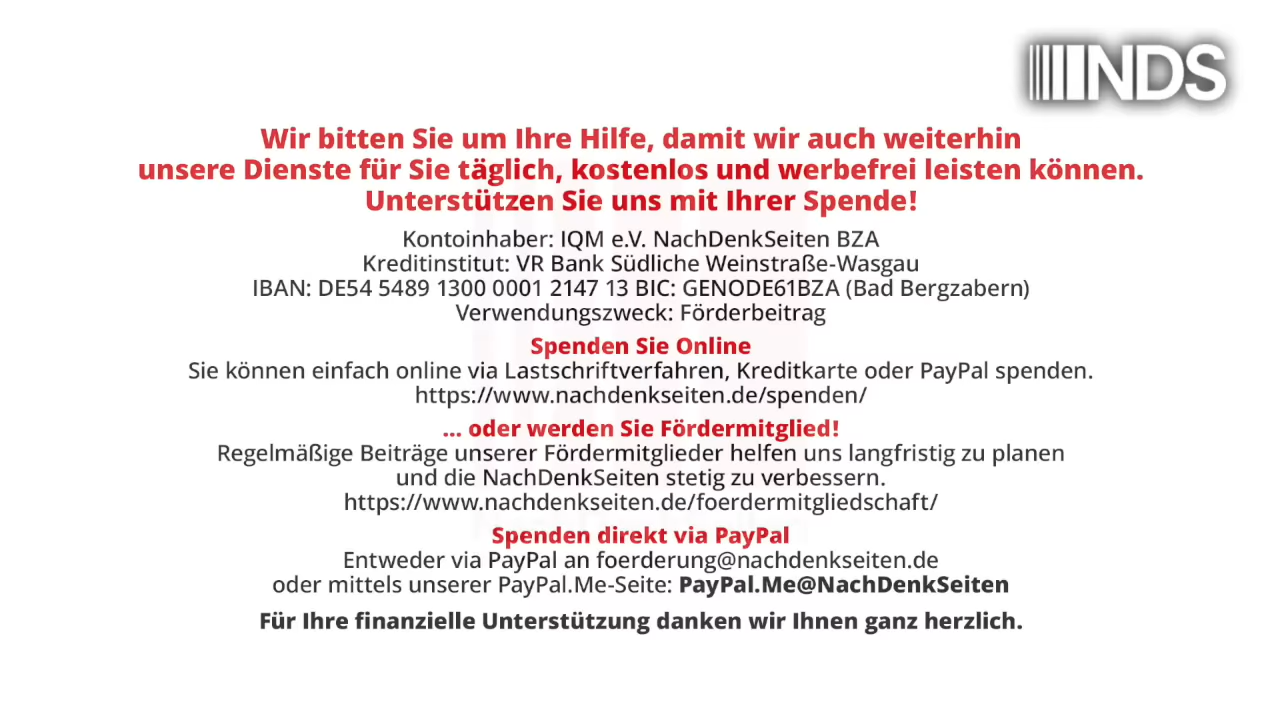 NDS
Wir bitten Sie um Ihre Hilfe, damit wir auch weiterhin
unsere Dienste für Sie täglich, kostenlos und werbefrei leisten können.
Unterstützen Sie uns mit Ihrer Spende!
Kontoinhaber: IQM e.V. NachDenkSeiten BZA
Kreditinstitut: VR Bank Südliche Weinstraße-Wasgau
IBAN: DE54 5489 1300 0001 2147 13 BIC: GENODE61BZA (Bad Bergzabern)
Verwendungszweck: Förderbeitrag
Spenden Sie Online
Sie können einfach online via Lastschriftverfahren, Kreditkarte oder PayPal spenden.
https://www.nachdenkseiten.de/spenden/
... oder werden Sie Fördermitglied!
Regelmäßige Beiträge unserer Fördermitglieder helfen uns langfristig zu planen
und die NachDenkSeiten stetig zu verbessern.
https://www.nachdenkseiten.de/foerdermitgliedschaft/
Spenden direkt via PayPal
Entweder via PayPal an foerderung@nachdenkseiten.de
oder mittels unserer PayPal.Me-Seite: PayPal.Me@NachDenkSeiten
Für Ihre finanzielle Unterstützung danken wir Ihnen ganz herzlich.